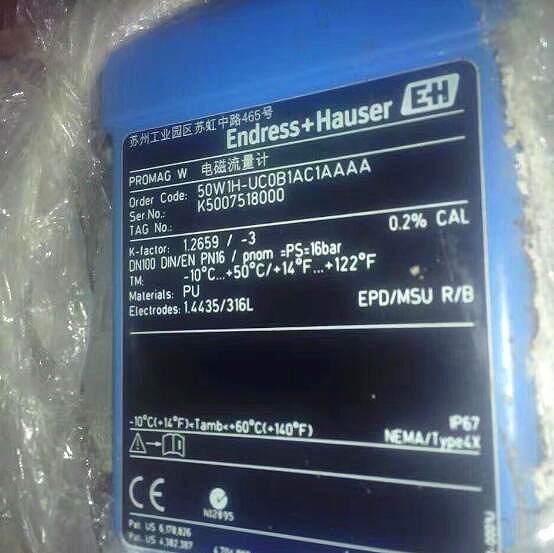 苏州工业园区苏虹中路465号
Endress+Hauser EH
PROMAG W 电磁流量计
Order Code: 50W1H-UC0B1AC1AAAA
Ser.No.: K5007518000
TAG No.:
0.2% CAL
K-factor: 1.2659 / -3
DN100 DIN/EN PN16 / pnom =PS=16bar
TM: -10°C...+50°C/+14°F...+122°F
Materials: PU
Electrodes: 1.4435/316L
EPD/MSU R/B
-10°C(+14°F)<Tamb<+60°C(+140°F)
IP67
NEMA/Type4X
i
CE
N12895
Pat. US 6,170,826
Pat. US 4,382,387